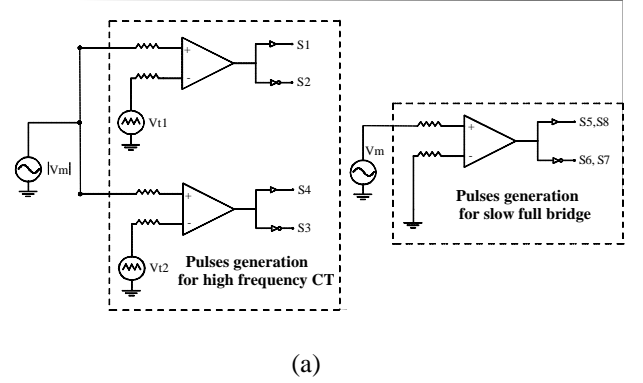 S1
S2
Vt1
|Vm|
S4
S3
Vt2
Pulses generation
for high frequency CT
Vm
S5,S8
S6, S7
Pulses generation
for slow full bridge
+
-
+
-
+
-
(a)